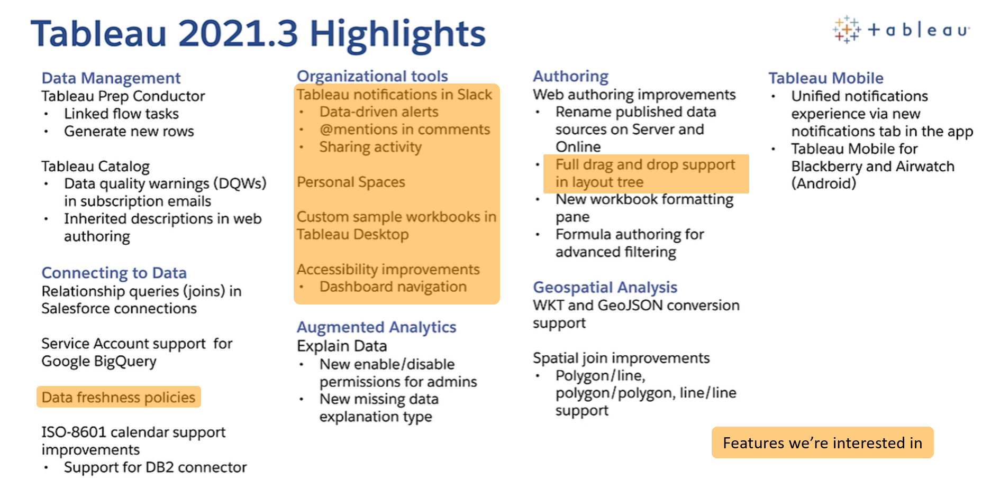 Tableau 2021.3 Highlights
+ableau
Data Management
Tableau Prep Conductor
• Linked flow tasks
• Generate new rows
Tableau Catalog
• Data quality warnings (DQWs)
in subscription emails
• Inherited descriptions in web
authoring
Connecting to Data
Relationship queries (joins) in
Salesforce connections
Service Account support for
Google BigQuery
Data freshness policies
ISO-8601 calendar support
improvements
• Support for DB2 connector
Organizational tools
Tableau notifications in Slack
• Data-driven alerts
• @mentions in comments
• Sharing activity
Personal Spaces
Custom sample workbooks in
Tableau Desktop
Accessibility improvements
• Dashboard navigation
Augmented Analytics
Explain Data
• New enable/disable
permissions for admins
• New missing data
explanation type
Authoring
Web authoring improvements
• Rename published data
sources on Server and
Online
• Full drag and drop support
in layout tree
• New workbook formatting
pane
• Formula authoring for
advanced filtering
Geospatial Analysis
WKT and GeoJSON conversion
support
Spatial join improvements
• Polygon/line,
polygon/polygon, line/line
support
Tableau Mobile
• Unified notifications
experience via new
notifications tab in the app
• Tableau Mobile for
Blackberry and Airwatch
(Android)
Features we’re interested in